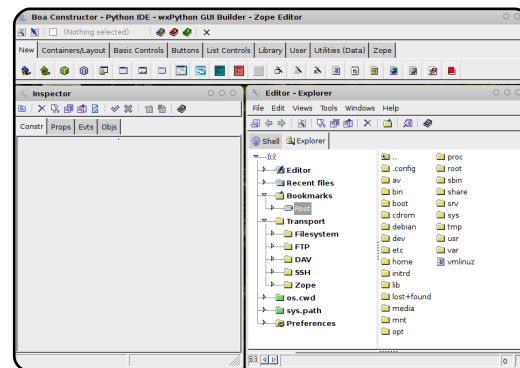 Boa Constructor - Python IDE - wxPython GUI Builder - Zope Editor
(Nothing selected)
New Containers/Layout Basic Controls Buttons List Controls Library User Utilities (Data) Zope
Inspector
Constr Props Evts Objs
Editor - Explorer
File Edit Views Tools Windows Help
Shell Explorer
Editor
Recent files
Bookmarks
Root
Transport
Filesystem
FTP
DAV
SSH
Zope
os.cwd
sys.path
Preferences
..
.config
av
bin
boot
cdrom
debian
dev
etc
home
initrd
lib
lost+found
media
mnt
opt
proc
root
sbin
share
srv
sys
tmp
usr
var
vmlinuz
0